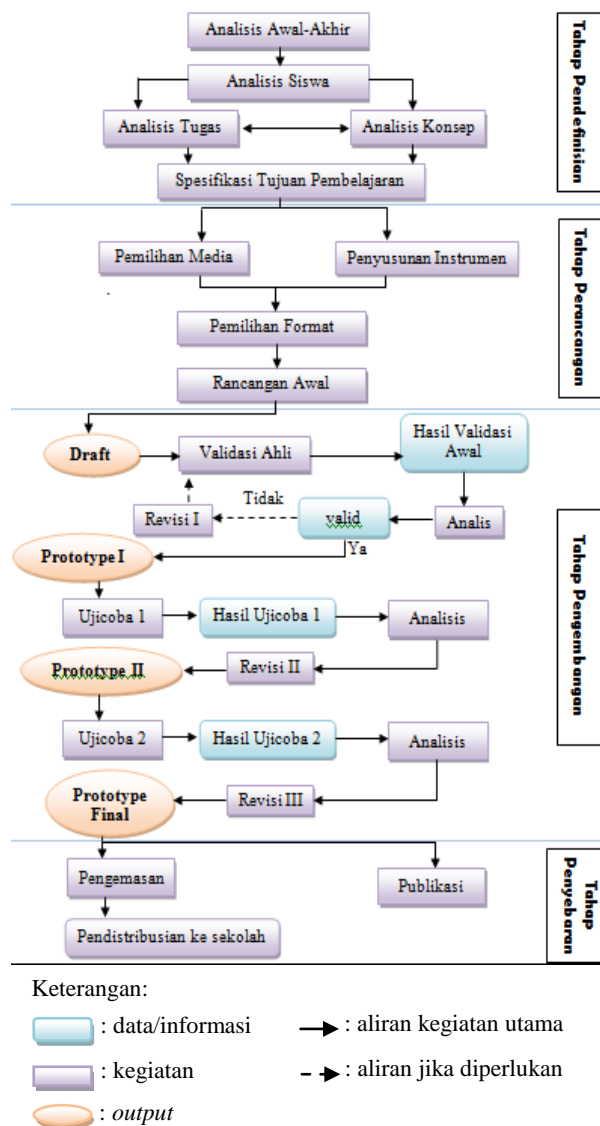 Analisis Awal-Akhir
Analisis Siswa
Analisis Tugas
Analisis Konsep
Spesifikasi Tujuan Pembelajaran
Tahap Pendefinisian
Pemilihan Media
Penyusunan Instrumen
Pemilihan Format
Rancangan Awal
Tahap Perancangan
Draft
Validasi Ahli
Hasil Validasi
Awal
Revisi I
Tidak
valid
Analis
Ya
Prototype I
Ujicoba 1
Hasil Ujicoba 1
Analisis
Prototype II
Revisi II
Ujicoba 2
Hasil Ujicoba 2
Analisis
Prototype
Final
Revisi III
Tahap Pengembangan
Pengemasan
Publikasi
Pendistribusian ke sekolah
Tahap
Penyebaran
Keterangan:
: data/informasi
: aliran kegiatan utama
: kegiatan
: aliran jika diperlukan
: output